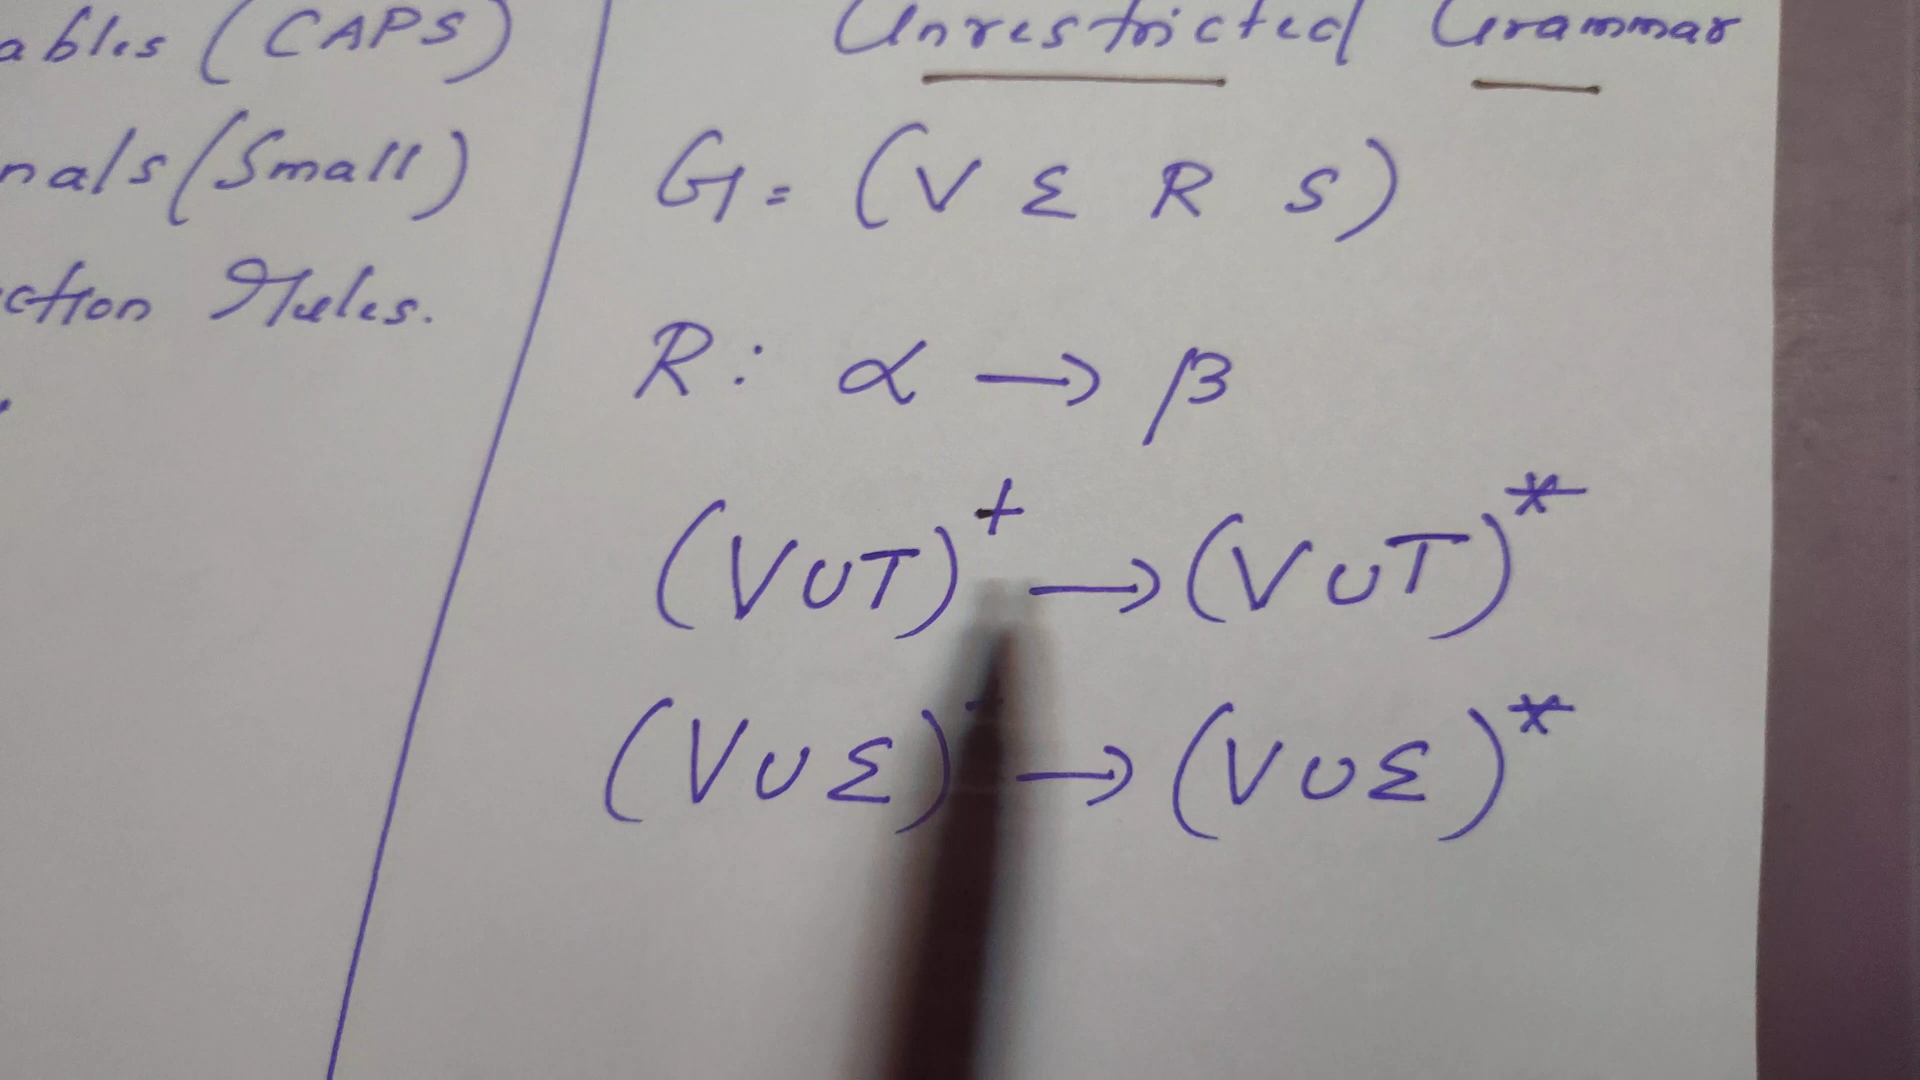 ables (CAPS)
nals (Small)
ction Rules.
Unrestricted Grammar
G = (V Σ R S)
R: α → β
(V∪T)⁺ → (V∪T)*
(V∪Σ) → (V∪Σ)*